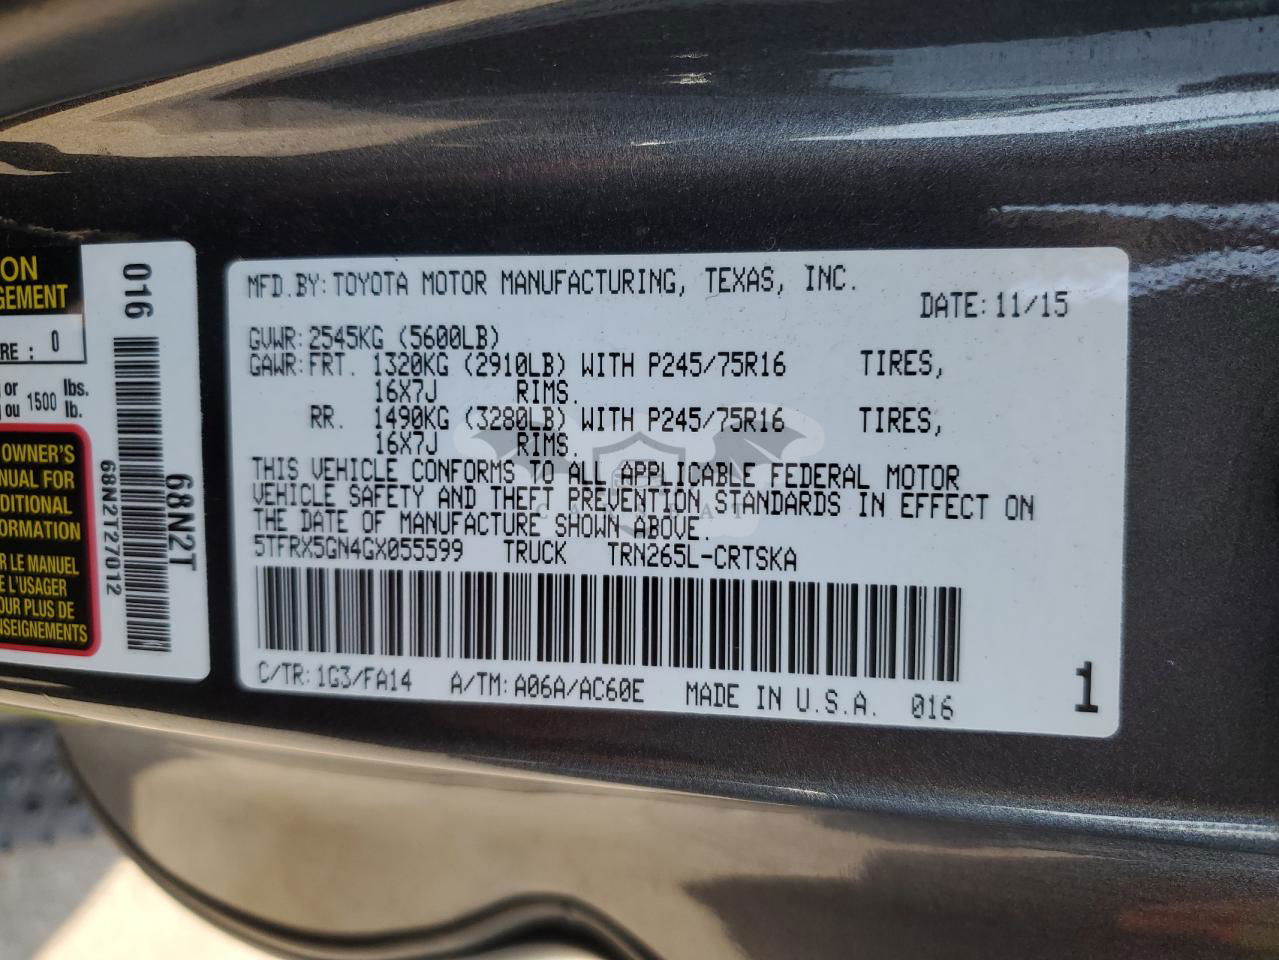 ON
GEMENT
RE : 0
or 1500 lbs.
ou lb.
OWNER'S
NUAL FOR
DITIONAL
FORMATION
R LE MANUEL
E L'USAGER
OUR PLUS DE
NSEIGNEMENTS
016
68N2T27012
68N2T
MFD.BY:TOYOTA MOTOR MANUFACTURING, TEXAS, INC.
DATE:11/15
GVWR:2545KG (5600LB)
GAWR:FRT. 1320KG (2910LB) WITH P245/75R16 TIRES,
16X7J RIMS.
RR. 1490KG (3280LB) WITH P245/75R16 TIRES,
16X7J RIMS.
THIS VEHICLE CONFORMS TO ALL APPLICABLE FEDERAL MOTOR
VEHICLE SAFETY AND THEFT PREVENTION STANDARDS IN EFFECT ON
THE DATE OF MANUFACTURE SHOWN ABOVE.
5TFRX5GN4GX055599 TRUCK TRN265L-CRTSKA
C/TR:1G3/FA14 A/TM:A06A/AC60E MADE IN U.S.A. 016
1